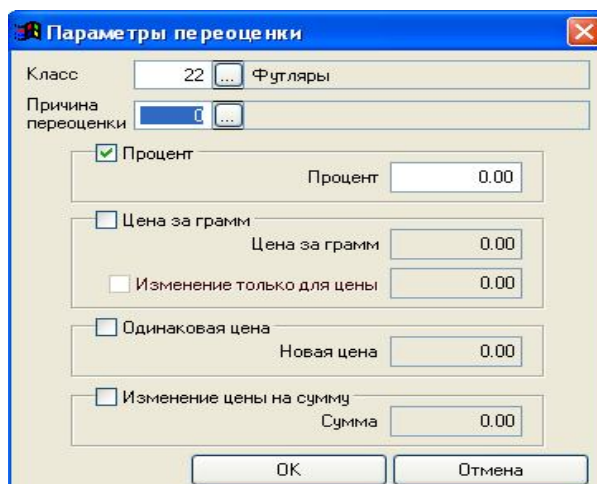 Параметры переоценки
Класс 22 ... Футляры
Причина
переоценки 0 ...
Процент
Процент 0.00
Цена за грамм
Цена за грамм 0.00
Изменение только для цены 0.00
Одинаковая цена
Новая цена 0.00
Изменение цены на сумму
Сумма 0.00
OK Отмена